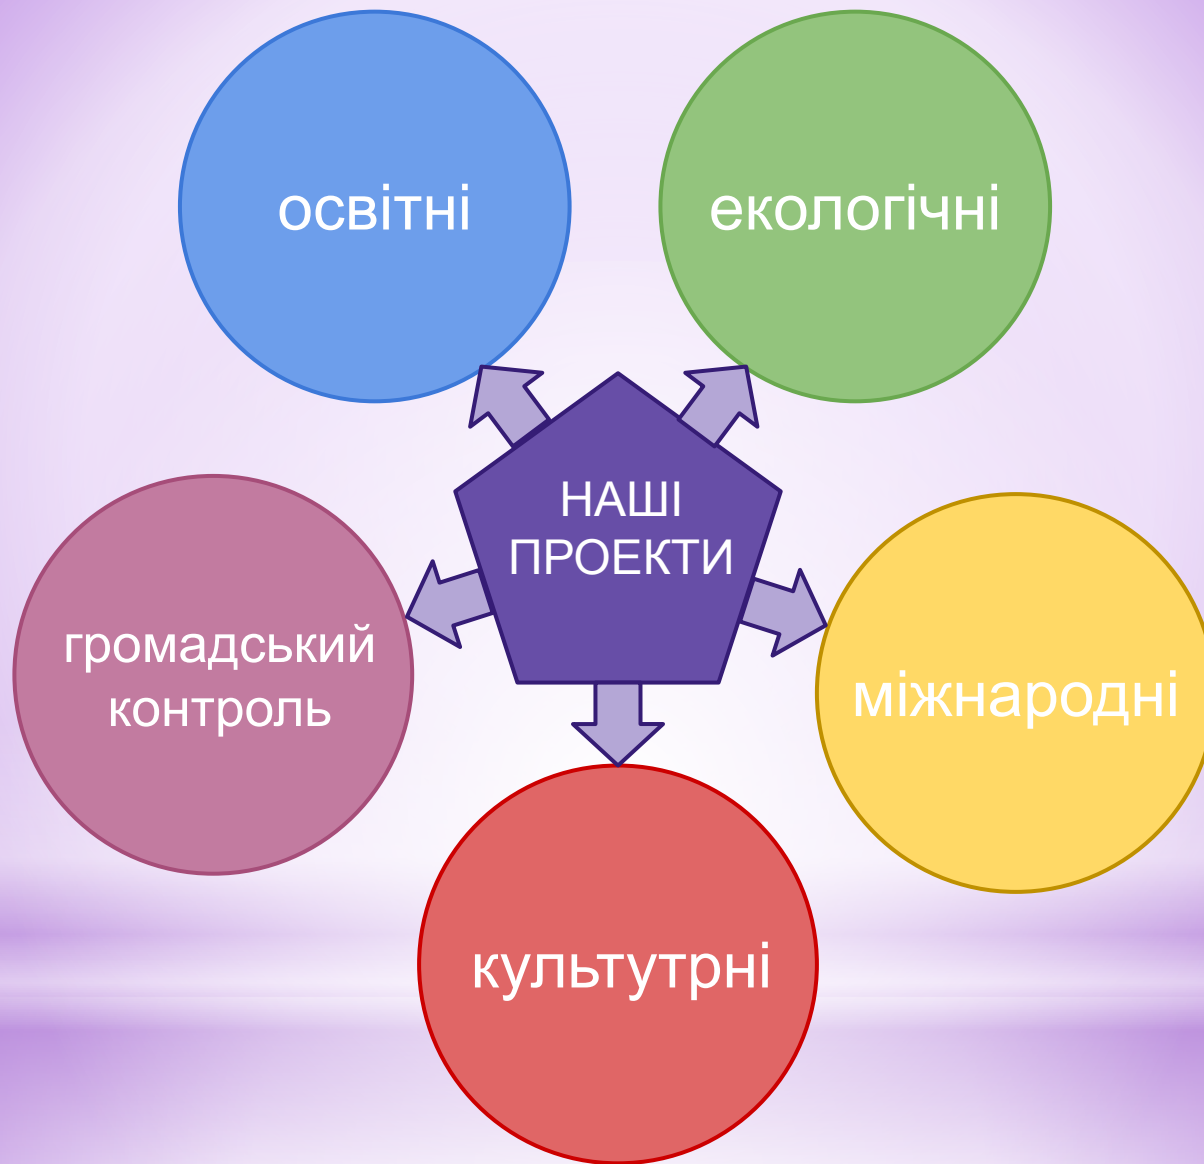 освітні
екологічні
НАШІ
ПРОЕКТИ
громадський
контроль
міжнародні
культутрні